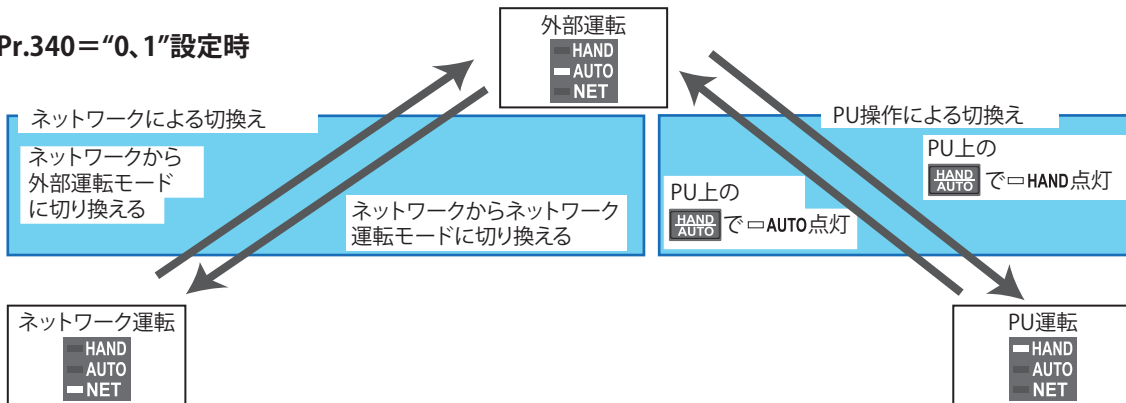 Pr.340＝“0、1”設定時
外部運転
HAND
AUTO
NET
ネットワークによる切換え
ネットワークから
外部運転モード
に切り換える
ネットワークからネットワーク
運転モードに切り換える
PU操作による切換え
PU上の
HAND
AUTO
でHAND点灯
PU上の
HAND
AUTO
でAUTO点灯
ネットワーク運転
HAND
AUTO
NET
PU運転
HAND
AUTO
NET